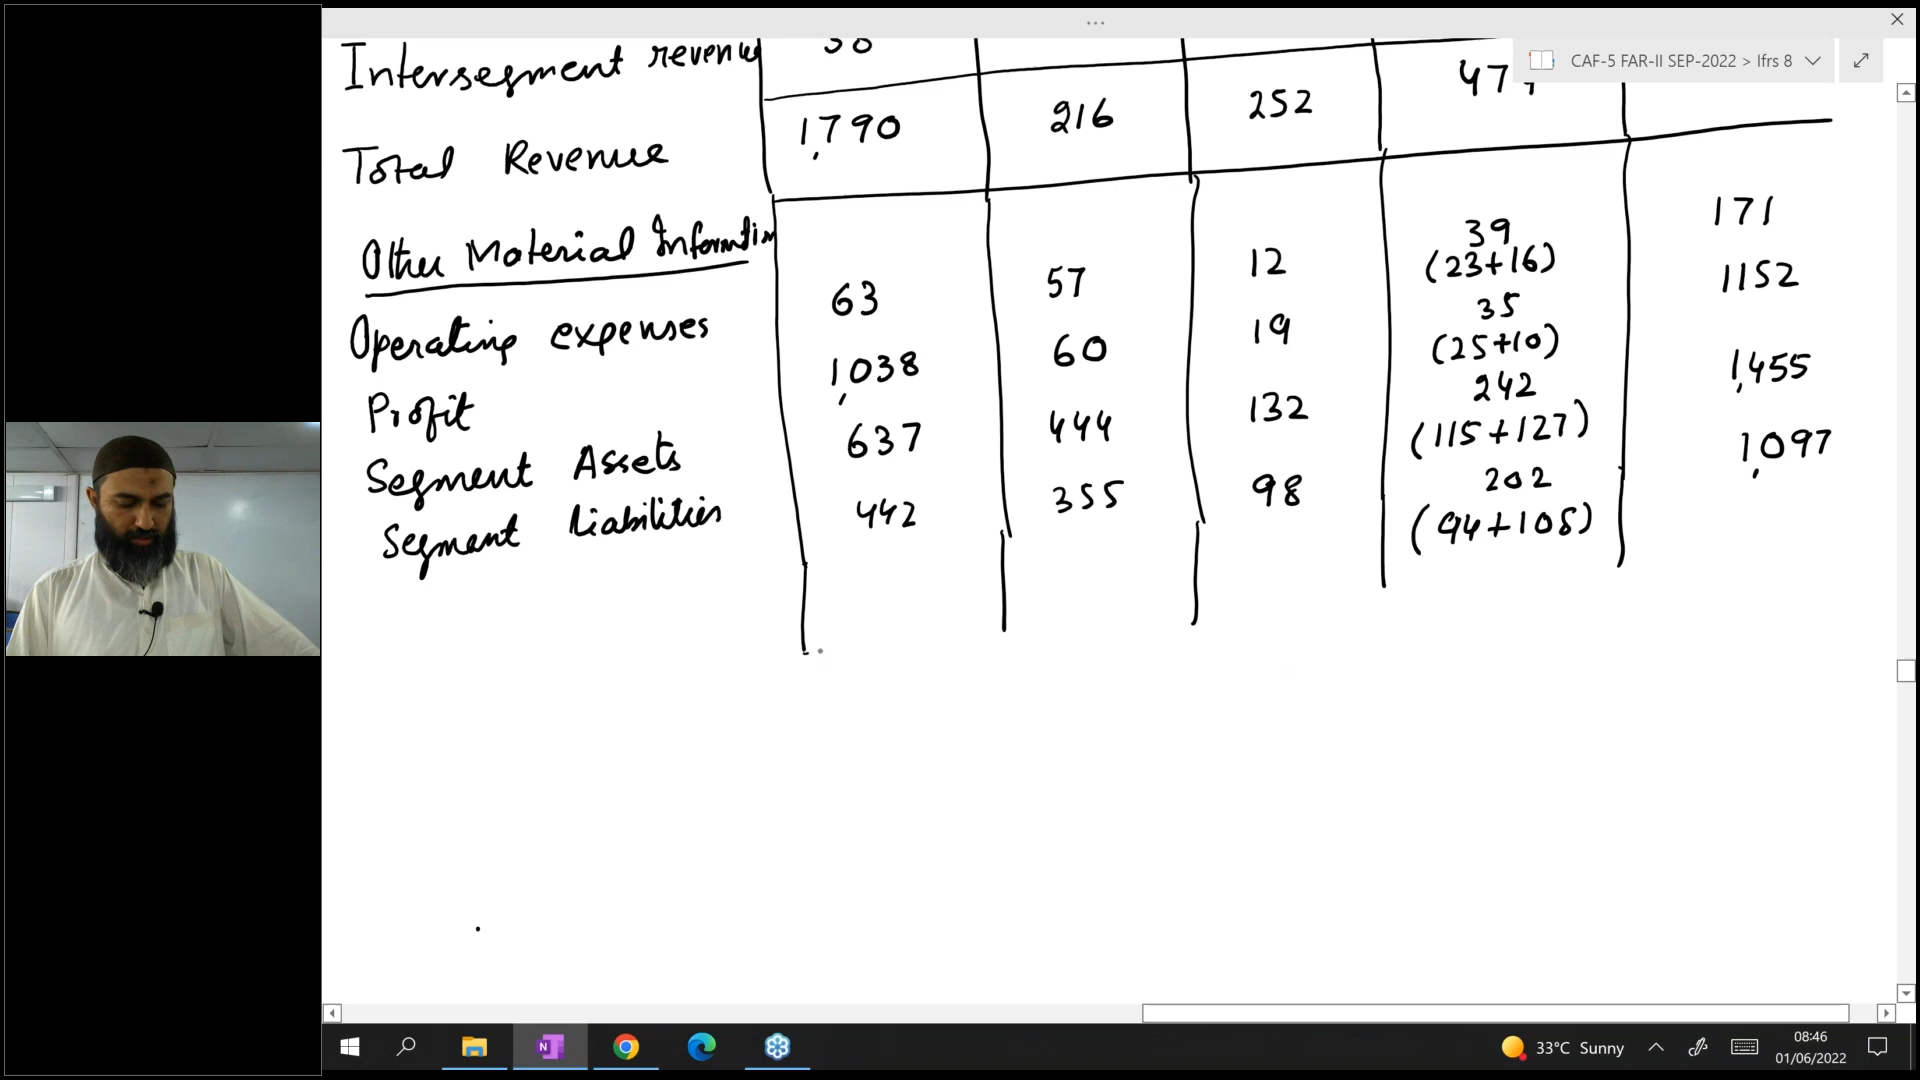 CAF-5 FAR-II SEP-2022 > Ifrs 8
Intersegment revenue
Total Revenue 1,790 216 252
Other Material Information
Operating expenses 63 57 12 39 (23+16) 171
Profit 1,038 60 19 35 (25+10) 1152
Segment Assets 637 444 132 242 (115+127) 1,455
Segment liabilities 442 355 98 202 (94+108) 1,097
33°C Sunny
08:46
01/06/2022